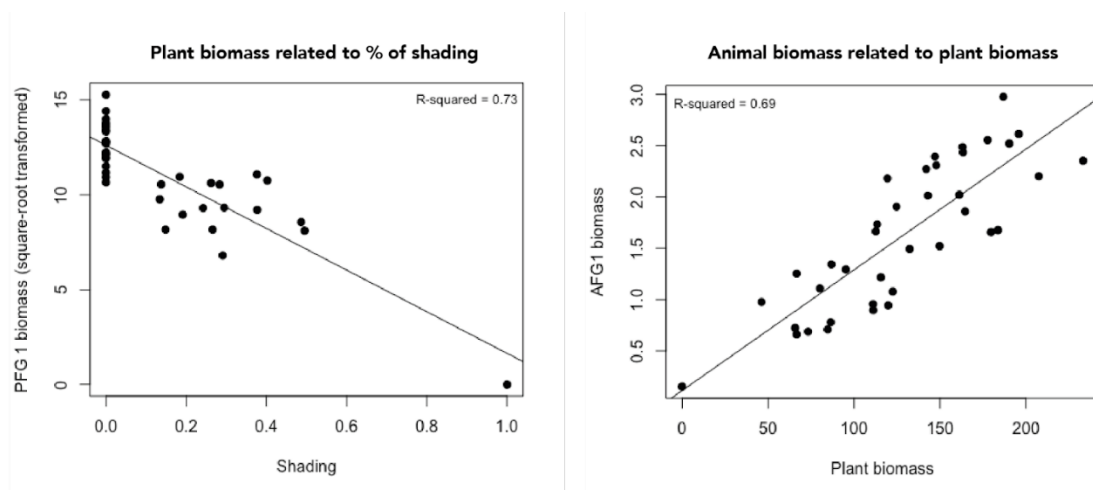 Plant biomass related to % of shading
R-squared = 0.73
PFG 1 biomass (square-root transformed)
15
10
5
0
0.0 0.2 0.4 0.6 0.8 1.0
Shading
Animal biomass related to plant biomass
R-squared = 0.69
AFG1 biomass
3.0
2.5
2.0
1.5
1.0
0.5
0 50 100 150 200
Plant biomass